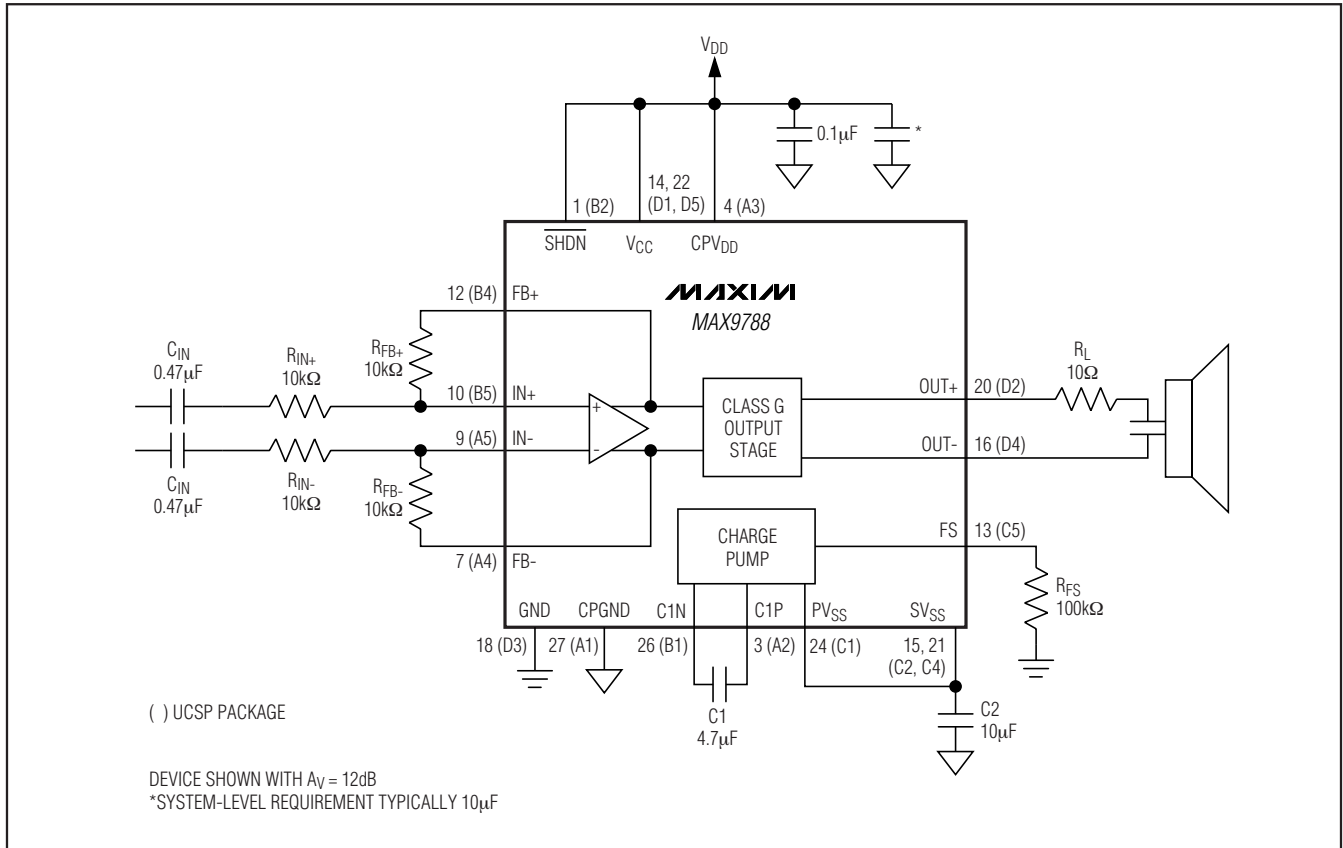 VDD
0.1μF
*
1 (B2)
14, 22
(D1, D5)
4 (A3)
SHDN
VCC
CPVDD
MAXIM
MAX9788
12 (B4)
FB+
CIN
0.47μF
RIN+
10kΩ
RFB+
10kΩ
10 (B5)
IN+
+
CLASS G
OUTPUT
STAGE
OUT+
20 (D2)
RL
10Ω
9 (A5)
IN-
-
OUT-
16 (D4)
CIN
0.47μF
RIN-
10kΩ
RFB-
10kΩ
7 (A4)
FB-
CHARGE
PUMP
FS
13 (C5)
RFS
100kΩ
GND
CPGND
C1N
C1P
PVSS
SVSS
18 (D3)
27 (A1)
26 (B1)
3 (A2)
24 (C1)
15, 21
(C2, C4)
C1
4.7μF
C2
10μF
( ) UCSP PACKAGE
DEVICE SHOWN WITH AV = 12dB
*SYSTEM-LEVEL REQUIREMENT TYPICALLY 10μF